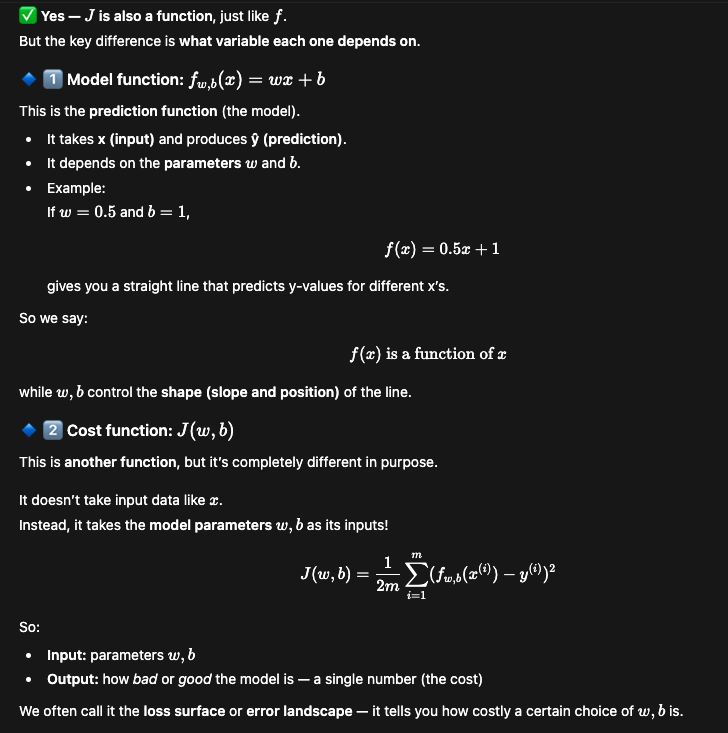 ✅ Yes — J is also a function, just like f.
But the key difference is what variable each one depends on.
🔷 1️⃣ Model function: f_{w,b}(x) = wx + b
This is the prediction function (the model).
• It takes x (input) and produces ŷ (prediction).
• It depends on the parameters w and b.
• Example:
If w = 0.5 and b = 1,
f(x) = 0.5x + 1
gives you a straight line that predicts y-values for different x's.
So we say:
f(x) is a function of x
while w, b control the shape (slope and position) of the line.
🔷 2️⃣ Cost function: J(w, b)
This is another function, but it's completely different in purpose.
It doesn't take input data like x.
Instead, it takes the model parameters w, b as its inputs!
J(w, b) = \frac{1}{2m} \sum_{i=1}^{m} (f_{w,b}(x^{(i)}) − y^{(i)})^2
So:
• Input: parameters w, b
• Output: how bad or good the model is — a single number (the cost)
We often call it the loss surface or error landscape — it tells you how costly a certain choice of w, b is.